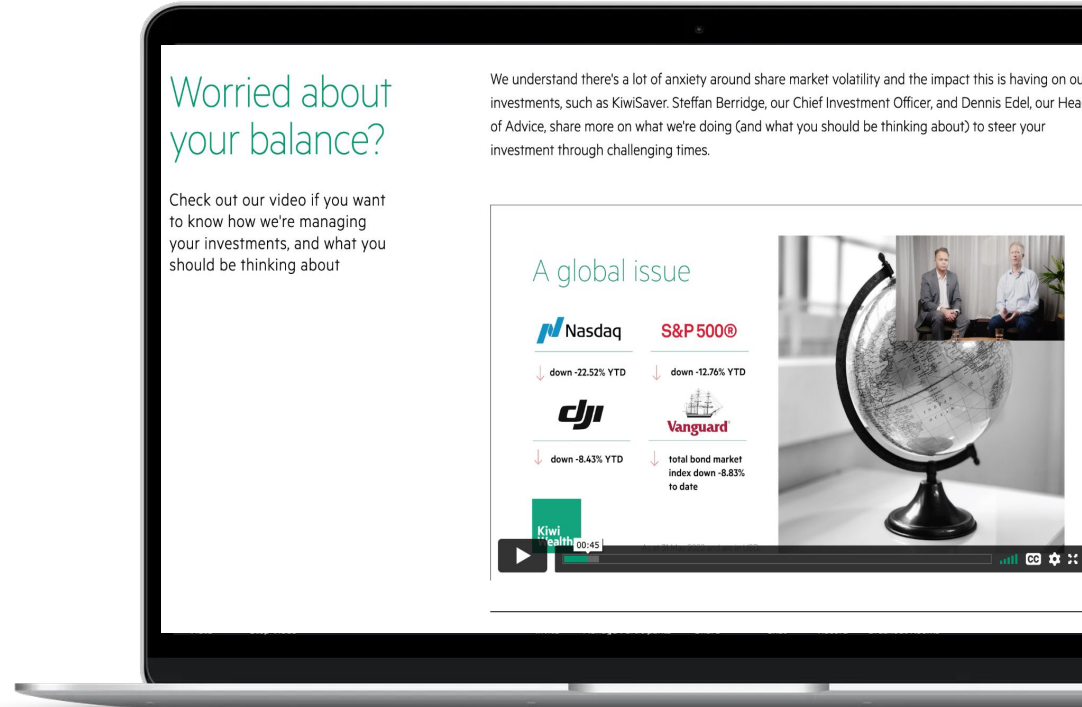 Worried about
your balance?
Check out our video if you want
to know how we're managing
your investments, and what you
should be thinking about
We understand there's a lot of anxiety around share market volatility and the impact this is having on ou
investments, such as KiwiSaver. Steffan Berridge, our Chief Investment Officer, and Dennis Edel, our Hea
of Advice, share more on what we're doing (and what you should be thinking about) to steer your
investment through challenging times.
A global issue
Nasdaq
S&P 500®
down -22.52% YTD
down -12.76% YTD
dji
Vanguard
down -8.43% YTD
total bond market
index down -8.83%
to date
Kiwi
Wealth
00:45
CC